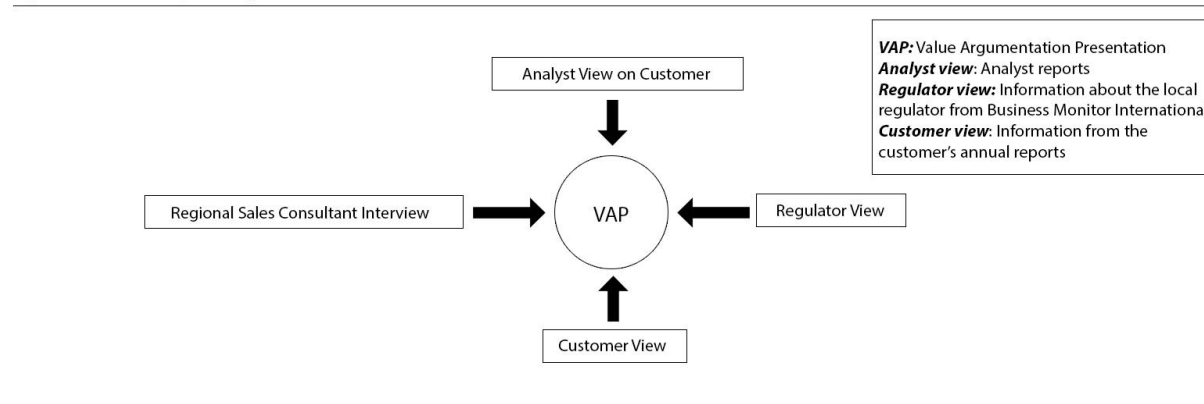 VAP: Value Argumentation Presentation
Analyst view: Analyst reports
Regulator view: Information about the local
regulator from Business Monitor Internationa
Customer view: Information from the
customer's annual reports
Analyst View on Customer
Regional Sales Consultant Interview
VAP
Regulator View
Customer View